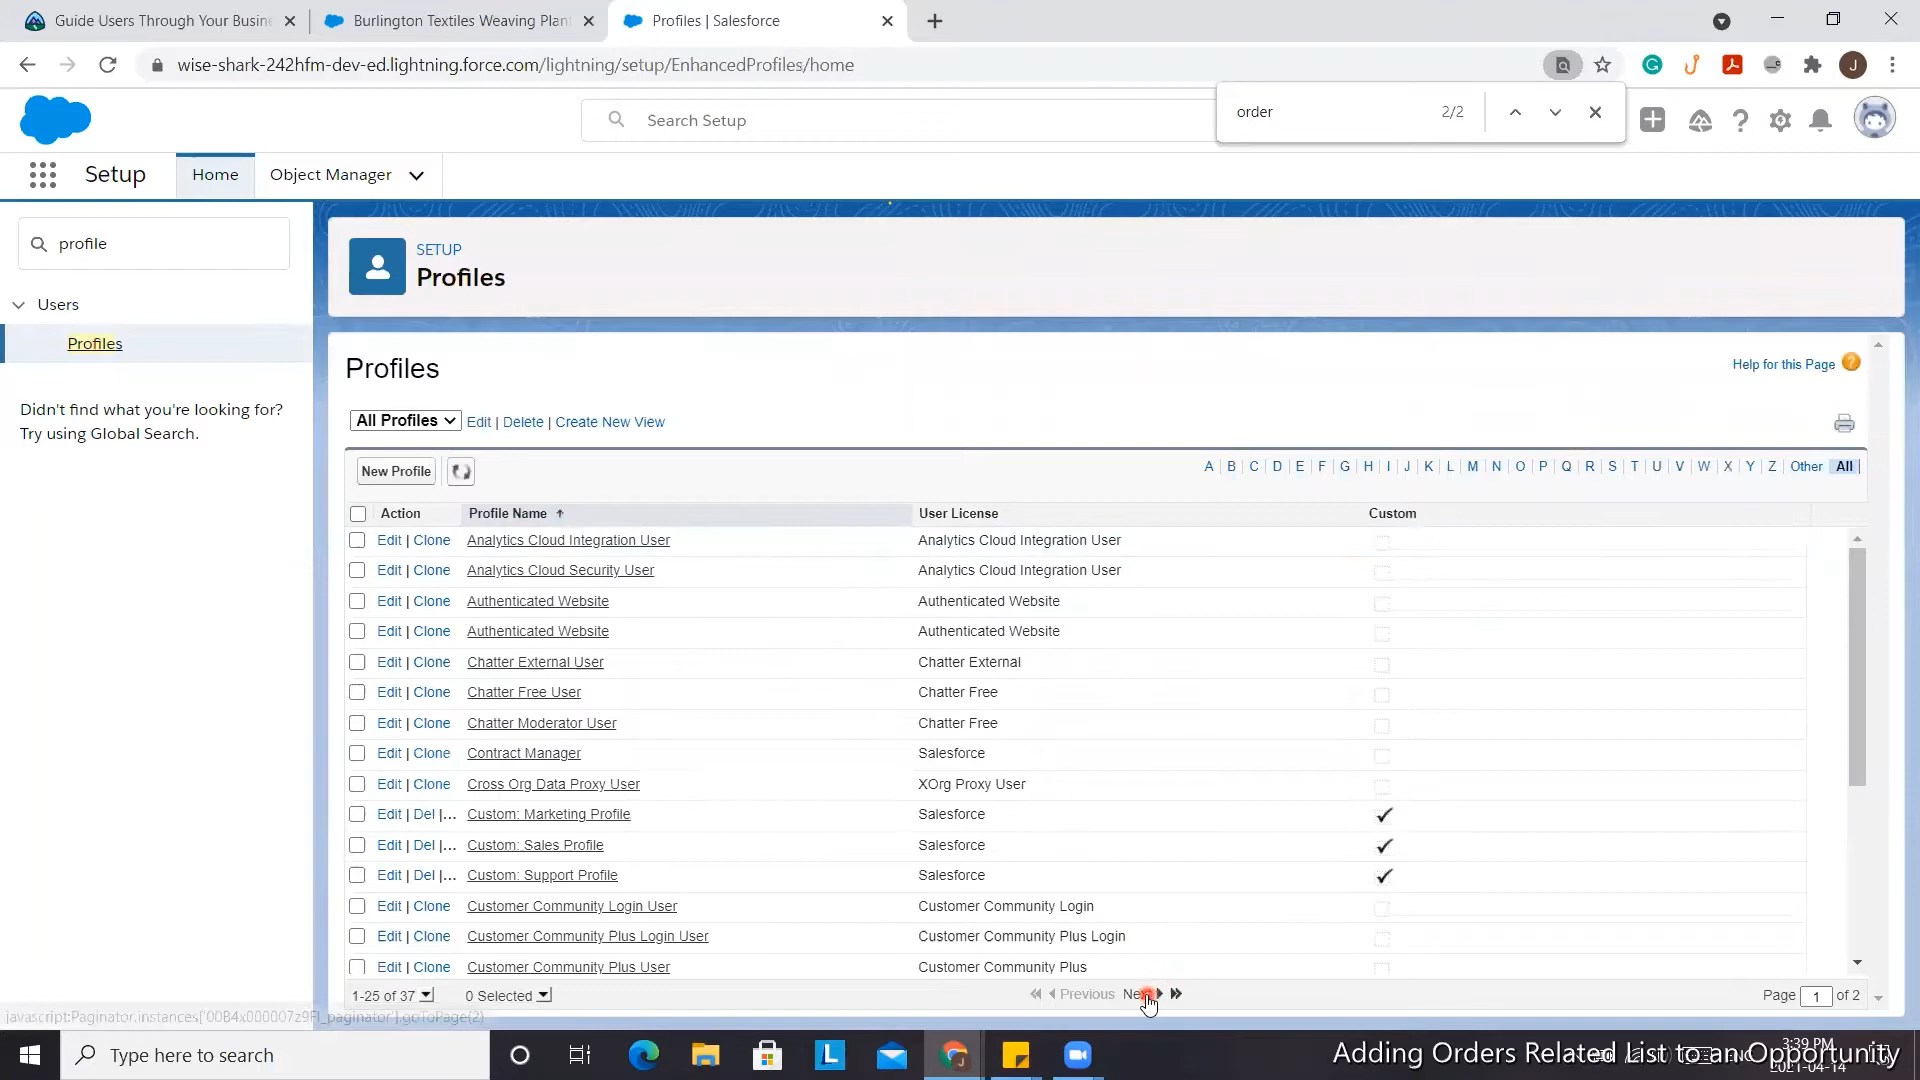 Guide Users Through Your Busine
Burlington Textiles Weaving Plan
Profiles | Salesforce
wise-shark-242hfm-dev-ed.lightning.force.com/lightning/setup/EnhancedProfiles/home
J
order
2/2
Search Setup
Setup
Home
Object Manager
profile
Users
Profiles
Didn't find what you're looking for?
Try using Global Search.
SETUP
Profiles
Profiles
Help for this Page
All Profiles
Edit | Delete | Create New View
New Profile
A | B | C | D | E | F | G | H | I | J | K | L | M | N | O | P | Q | R | S | T | U | V | W | X | Y | Z | Other | All
Action Profile Name User License Custom
Edit | Clone Analytics Cloud Integration User Analytics Cloud Integration User
Edit | Clone Analytics Cloud Security User Analytics Cloud Integration User
Edit | Clone Authenticated Website Authenticated Website
Edit | Clone Authenticated Website Authenticated Website
Edit | Clone Chatter External User Chatter External
Edit | Clone Chatter Free User Chatter Free
Edit | Clone Chatter Moderator User Chatter Free
Edit | Clone Contract Manager Salesforce
Edit | Clone Cross Org Data Proxy User XOrg Proxy User
Edit | Del |... Custom: Marketing Profile Salesforce
Edit | Del |... Custom: Sales Profile Salesforce
Edit | Del |... Custom: Support Profile Salesforce
Edit | Clone Customer Community Login User Customer Community Login
Edit | Clone Customer Community Plus Login User Customer Community Plus Login
Edit | Clone Customer Community Plus User Customer Community Plus
1-25 of 37 0 Selected Previous Page 1 of 2
javascript:Paginator.instances['00B4x000007z9FI_paginator'].goToPage(2)
Type here to search
L
Adding Orders Related List to an Opportunity
3:39 PM
2021-04-14